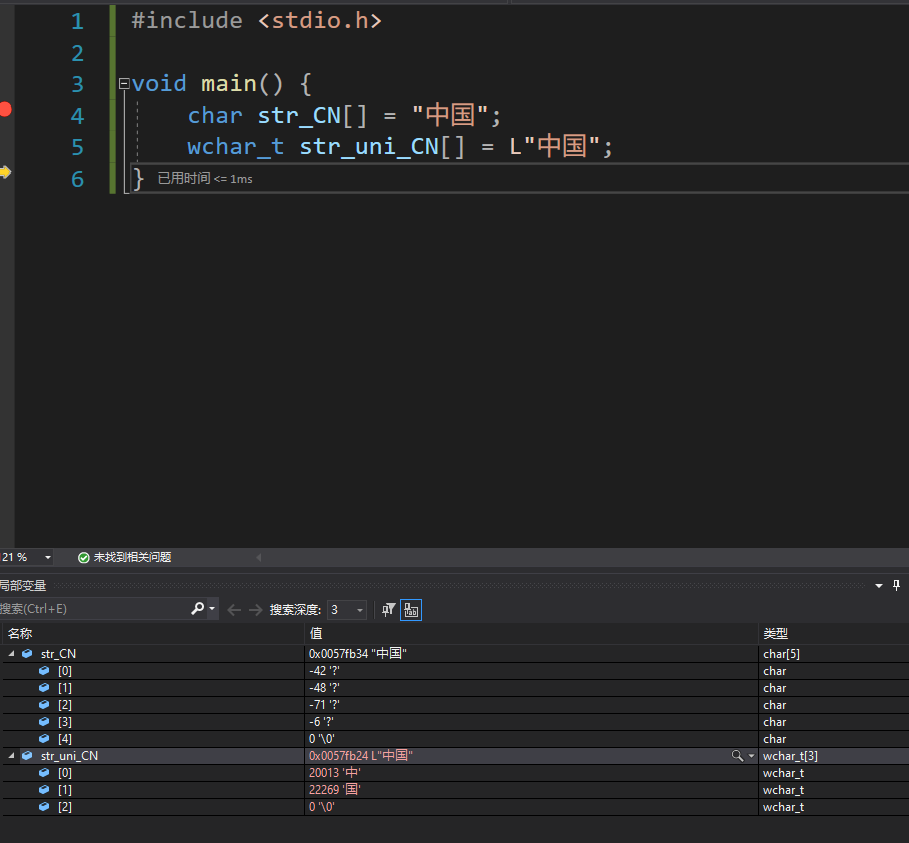 1 #include <stdio.h>
2
3 void main() {
4 char str_CN[] = "中国";
5 wchar_t str_uni_CN[] = L"中国";
6 } 已用时间 <= 1ms
21 % 未找到相关问题
局部变量
搜索(Ctrl+E) 搜索深度: 3
名称 值 类型
str_CN 0x0057fb34 "中国" char[5]
[0] -42 '?' char
[1] -48 '?' char
[2] -71 '?' char
[3] -6 '?' char
[4] 0 '\0' char
str_uni_CN 0x0057fb24 L"中国" wchar_t[3]
[0] 20013 '中' wchar_t
[1] 22269 '国' wchar_t
[2] 0 '\0' wchar_t